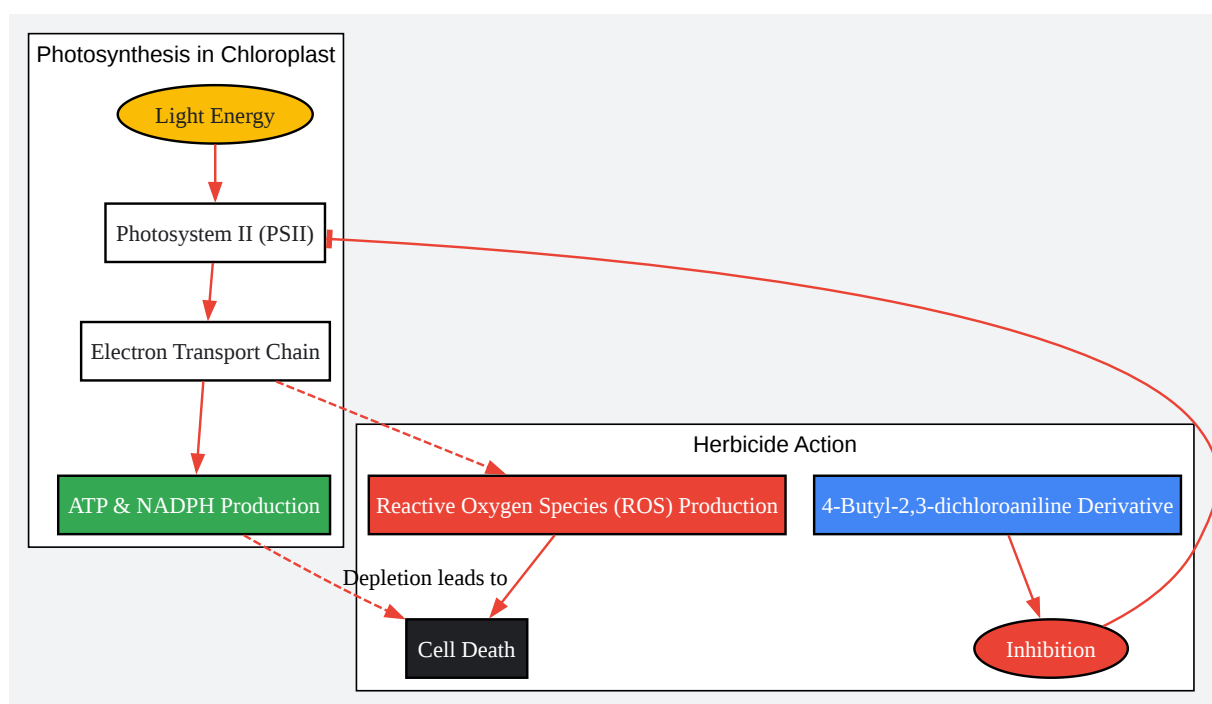 Photosynthesis in Chloroplast
Light Energy
Photosystem II (PSII)
Electron Transport Chain
ATP & NADPH Production
Herbicide Action
Reactive Oxygen Species (ROS) Production
4-Butyl-2,3-dichloroaniline Derivative
Depletion leads to
Cell Death
Inhibition